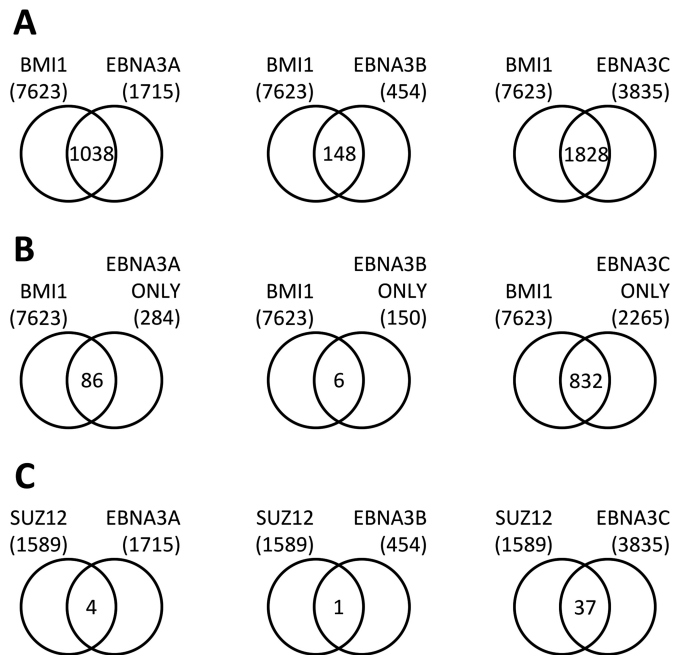 A
BMI1 EBNA3A BMI1 EBNA3B BMI1 EBNA3C
(7623) (1715) (7623) (454) (7623) (3835)
1038 148 1828
B
EBNA3A EBNA3B EBNA3C
BMI1 ONLY BMI1 ONLY BMI1 ONLY
(7623) (284) (7623) (150) (7623) (2265)
86 6 832
C
SUZ12 EBNA3A SUZ12 EBNA3B SUZ12 EBNA3C
(1589) (1715) (1589) (454) (1589) (3835)
4 1 37